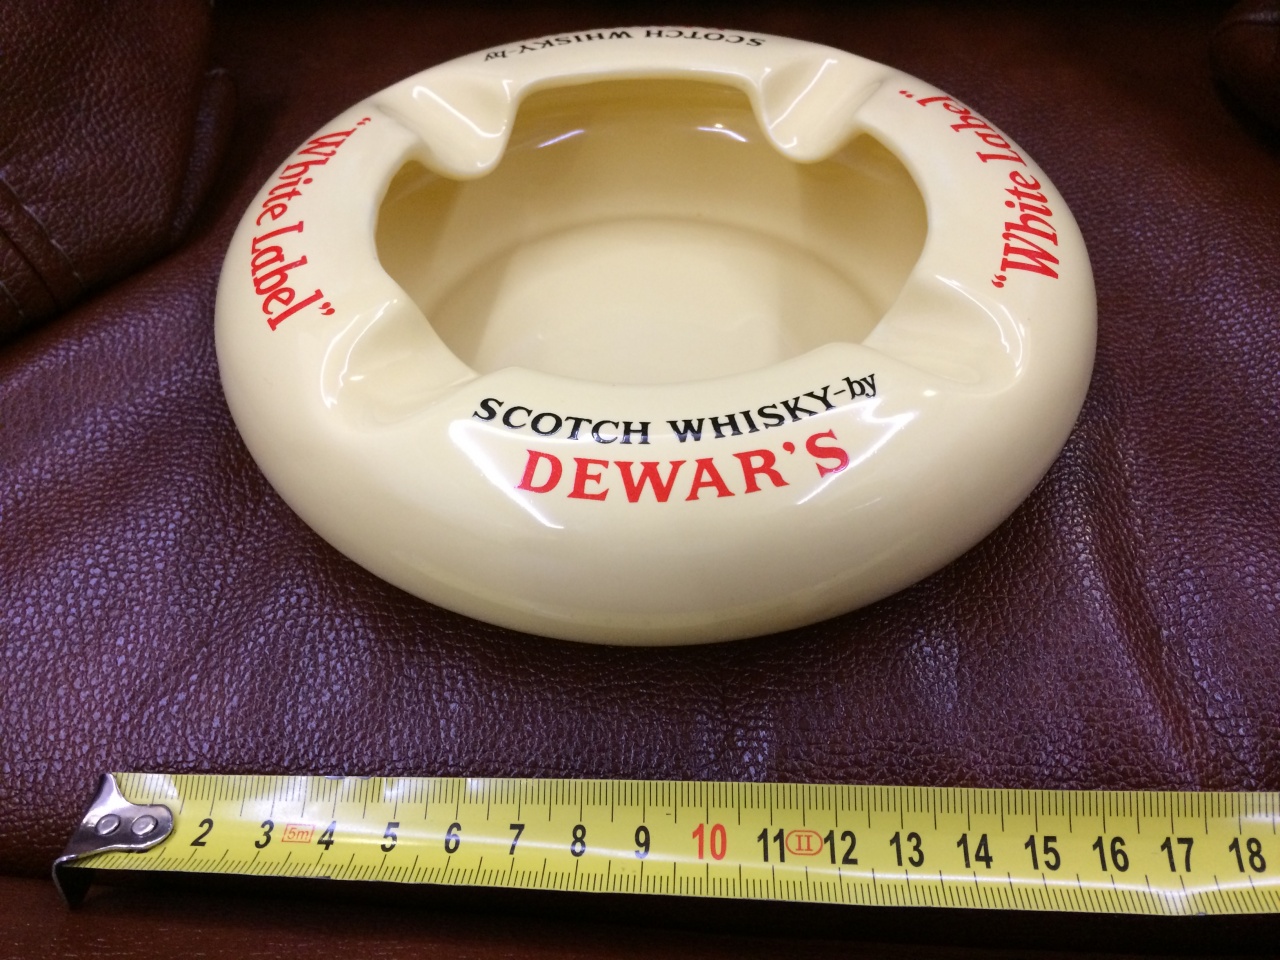 SCOTCH WHISKY-by
"White Label"
"White Label"
SCOTCH WHISKY-by
DEWAR'S
2 3 5m 4 5 6 7 8 9 10 11 II 12 13 14 15 16 17 18